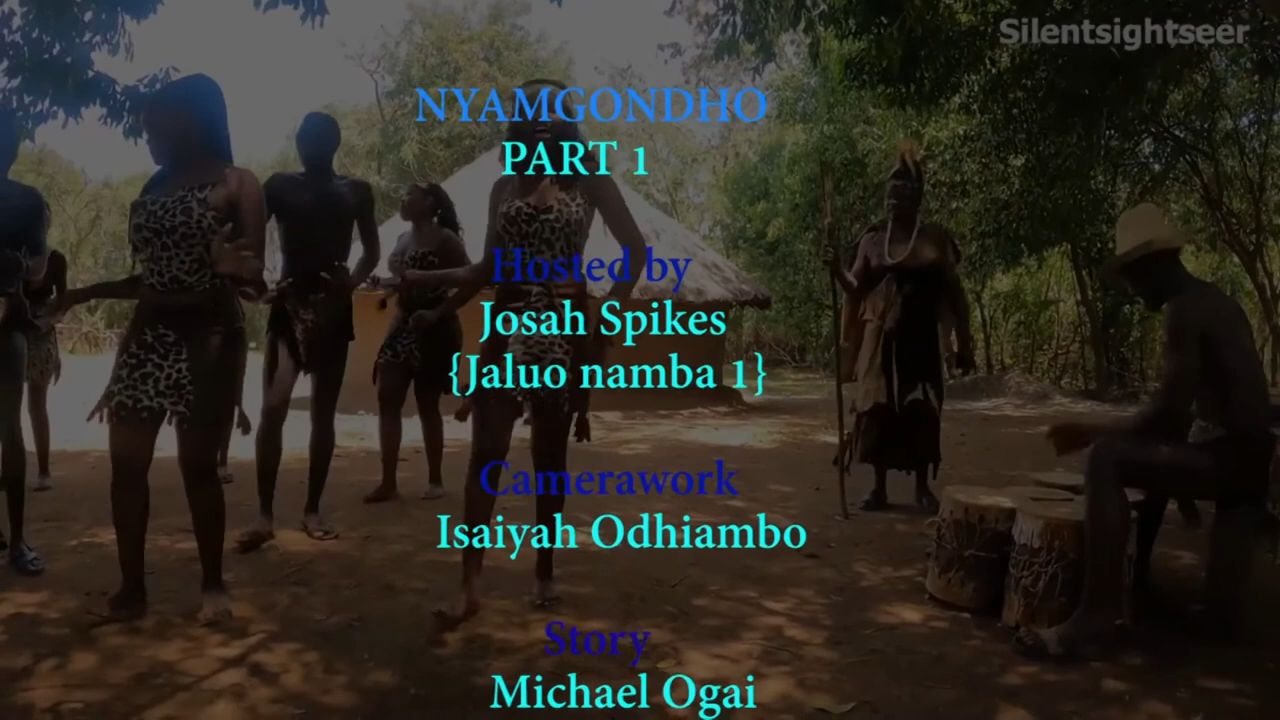 Silentsightseer
NYAMGONDHO
PART 1
Hosted by
Josah Spikes
{Jaluo namba 1}
Camerawork
Isaiyah Odhiambo
Story
Michael Ogai